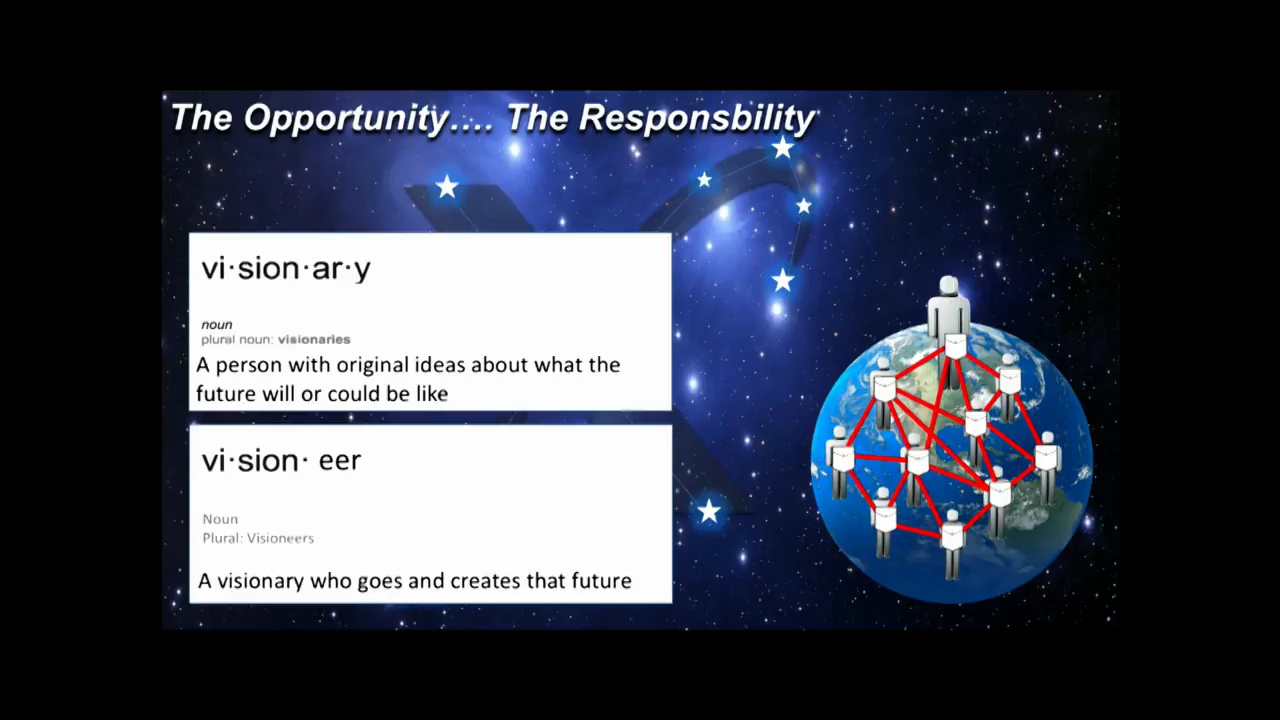 The Opportunity.... The Responsbility
vi·sion·ar·y
noun
plural noun: visionaries
A person with original ideas about what the
future will or could be like
vi·sion· eer
Noun
Plural: Visioneers
A visionary who goes and creates that future